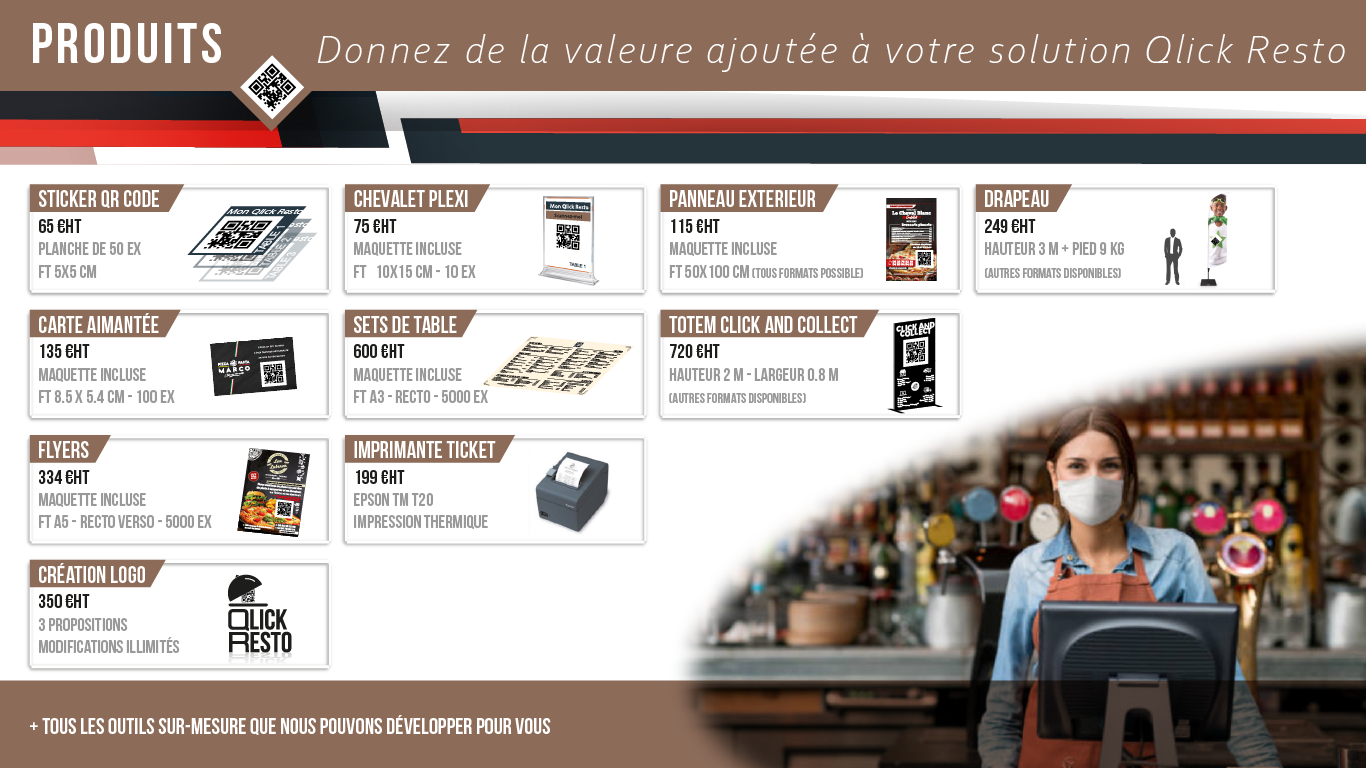 PRODUITS
Donnez de la valeure ajoutée à votre solution Qlick Resto
STICKER QR CODE
65 €HT
PLANCHE DE 50 EX
FT 5X5 CM
Mon Qlick Resto
TABLE 1
CHEVALET PLEXI
75 €HT
MAQUETTE INCLUSE
FT 10X15 CM - 10 EX
Mon Qlick Resto
TABLE 1
PANNEAU EXTERIEUR
115 €HT
MAQUETTE INCLUSE
FT 50X100 CM (TOUS FORMATS POSSIBLE)
Le Cheval Blanc
DRAPEAU
249 €HT
HAUTEUR 3 M + PIED 9 KG
(AUTRES FORMATS DISPONIBLES)
CARTE AIMANTÉE
135 €HT
MAQUETTE INCLUSE
FT 8.5 X 5.4 CM - 100 EX
PIZZA PASTA
MARCO
SETS DE TABLE
600 €HT
MAQUETTE INCLUSE
FT A3 - RECTO - 5000 EX
TOTEM CLICK AND COLLECT
720 €HT
HAUTEUR 2 M - LARGEUR 0.8 M
(AUTRES FORMATS DISPONIBLES)
CLICK AND
COLLECT
FLYERS
334 €HT
MAQUETTE INCLUSE
FT A5 - RECTO VERSO - 5000 EX
IMPRIMANTE TICKET
199 €HT
EPSON TM T20
IMPRESSION THERMIQUE
CRÉATION LOGO
350 €HT
3 PROPOSITIONS
MODIFICATIONS ILLIMITÉS
QLICK
RESTO
+ TOUS LES OUTILS SUR-MESURE QUE NOUS POUVONS DÉVELOPPER POUR VOUS